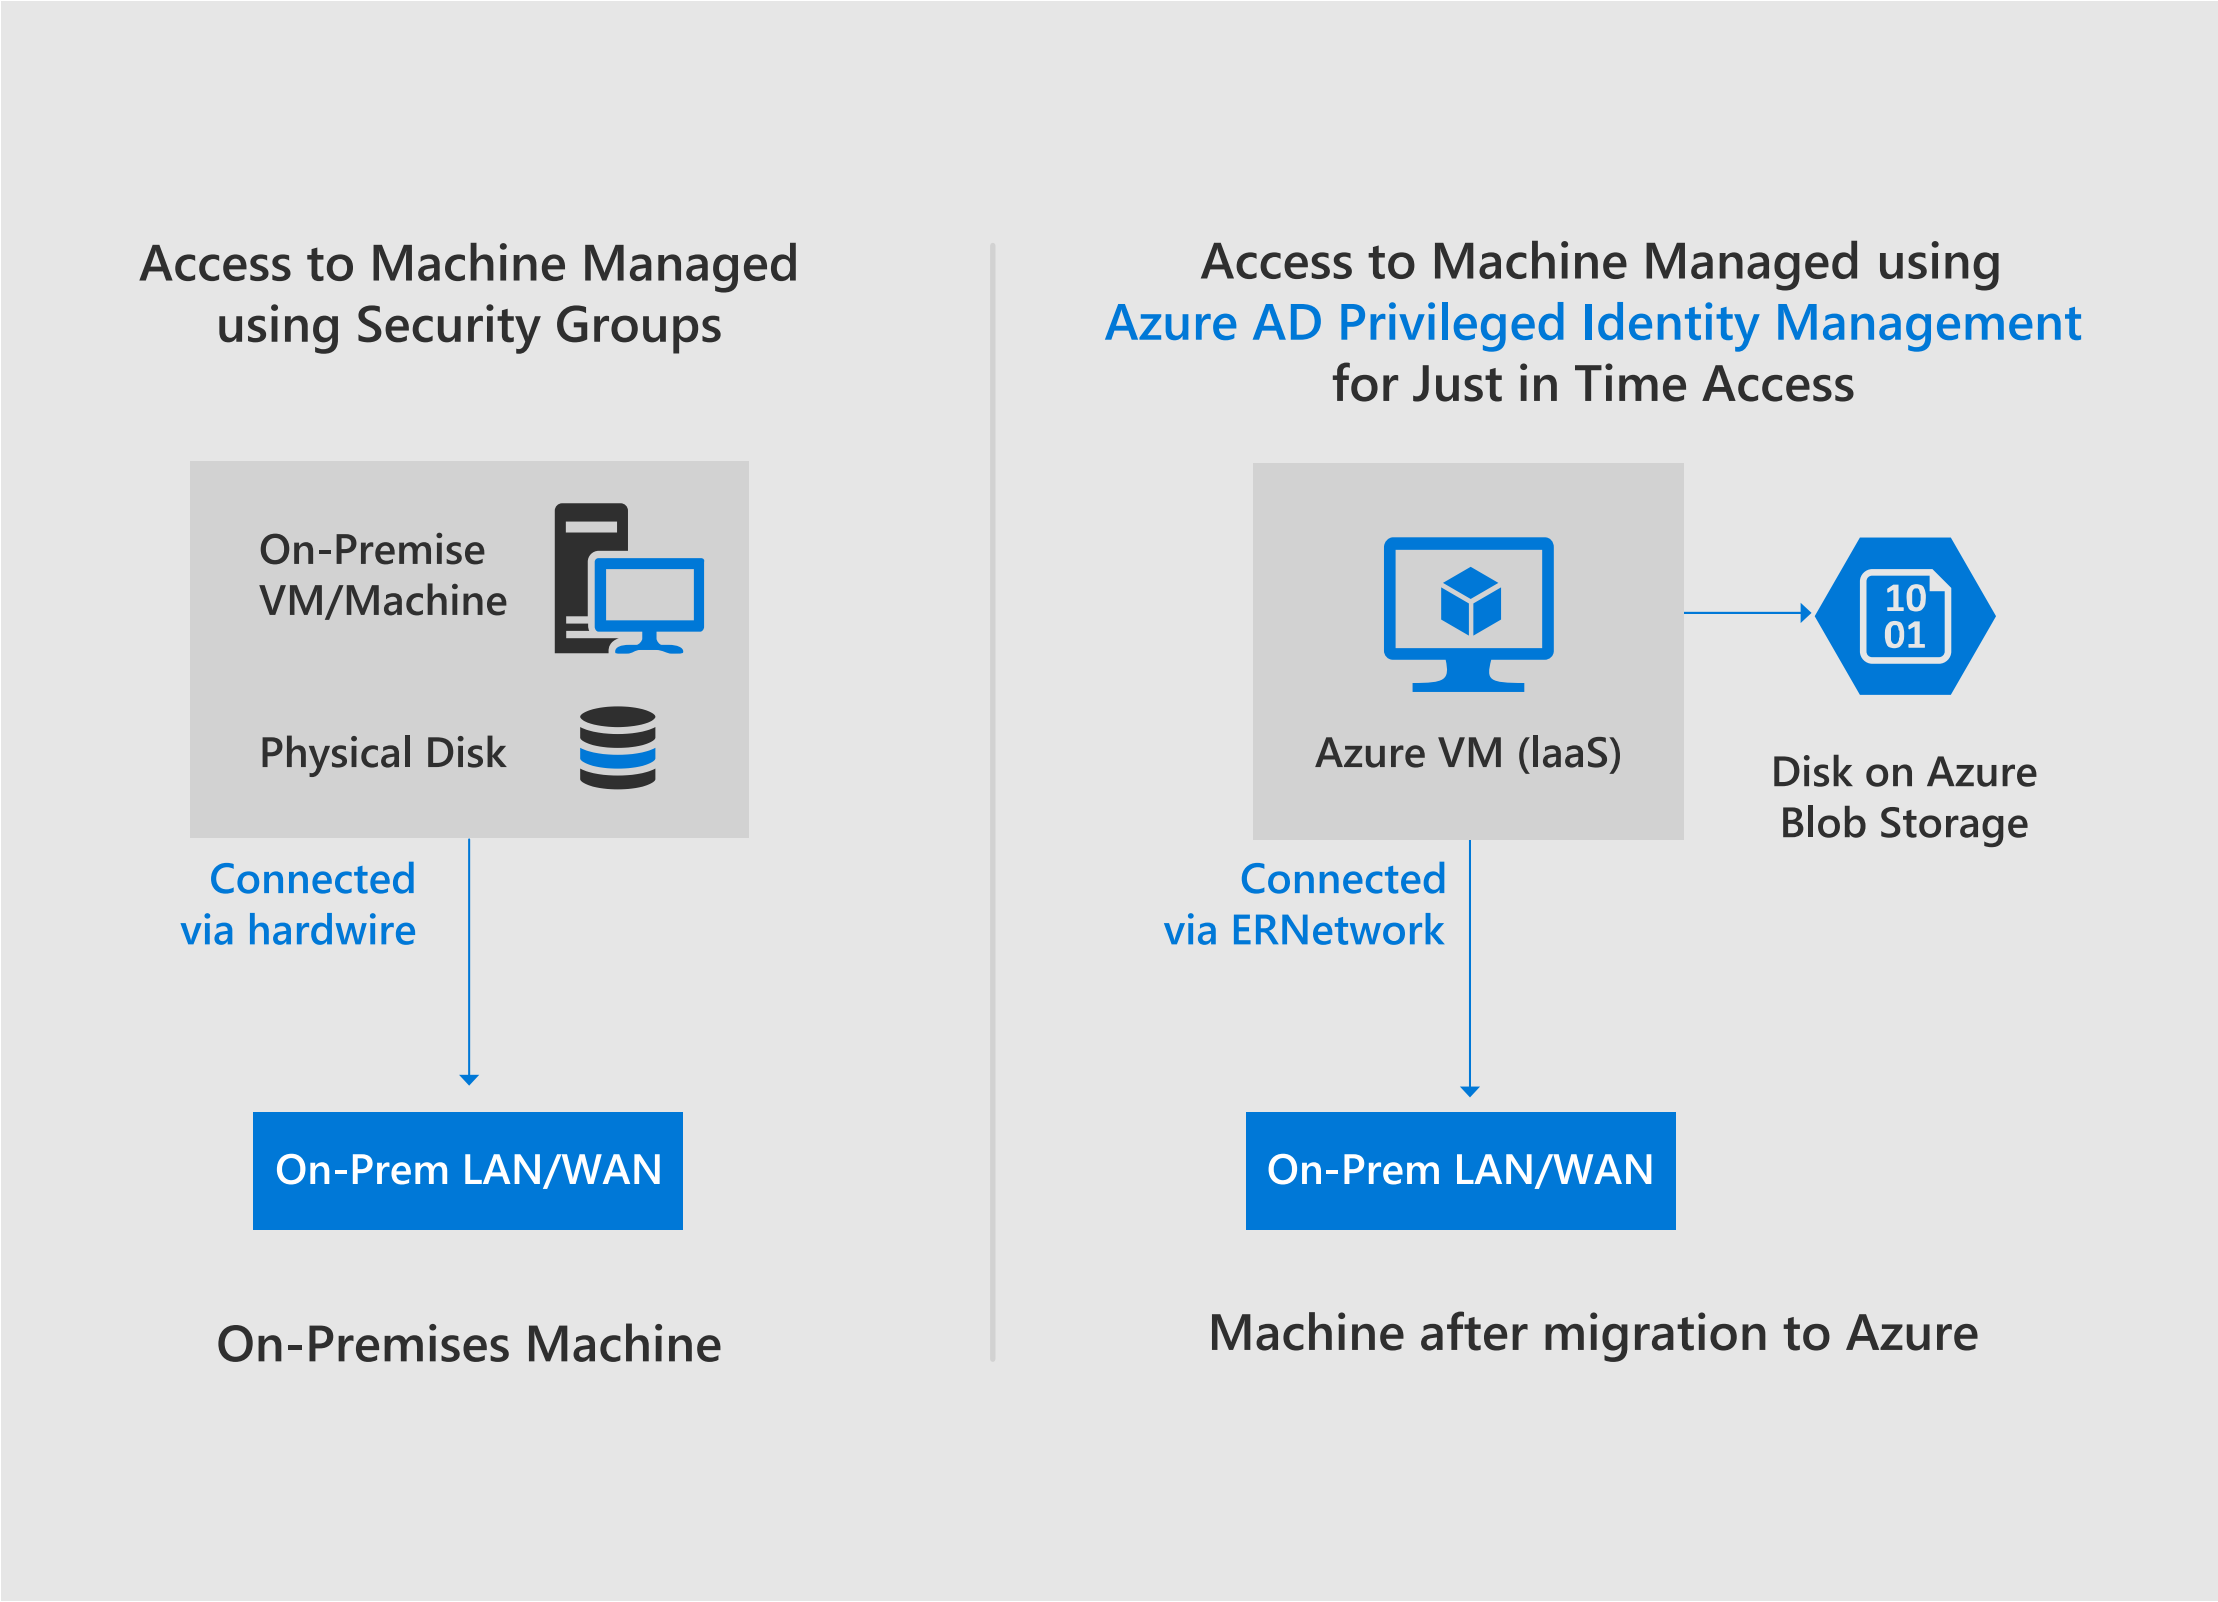 Access to Machine Managed
using Security Groups
On-Premise
VM/Machine
Physical Disk
Connected
via hardwire
On-Prem LAN/WAN
On-Premises Machine
Access to Machine Managed using
Azure AD Privileged Identity Management
for Just in Time Access
Azure VM (IaaS)
10
01
Disk on Azure
Blob Storage
Connected
via ERNetwork
On-Prem LAN/WAN
Machine after migration to Azure